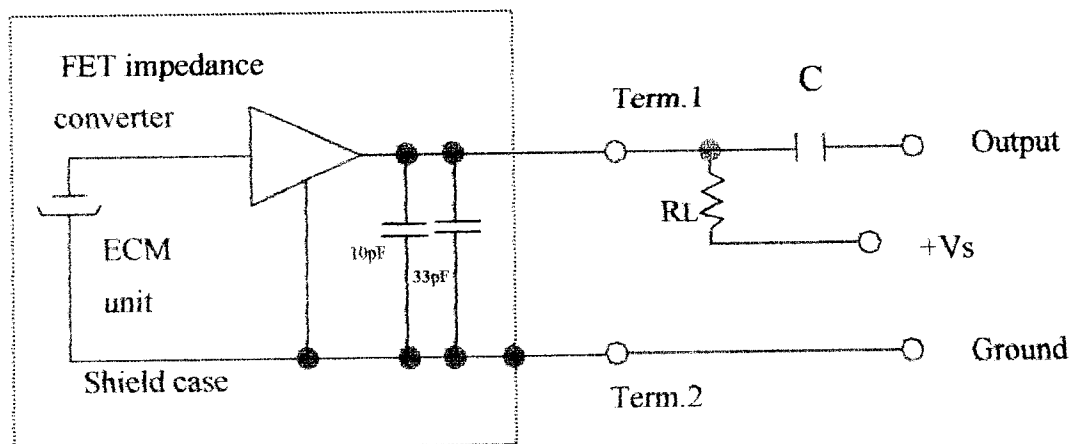 FET impedance
converter
ECM
unit
Shield case
10pF
33pF
Term.1
C
Output
RL
+Vs
Ground
Term.2